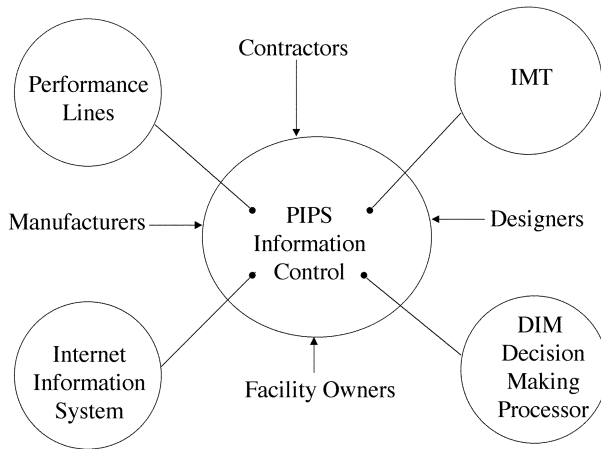 Performance
Lines
Contractors
IMT
Manufacturers
PIPS
Information
Control
Designers
Internet
Information
System
Facility Owners
DIM
Decision
Making
Processor